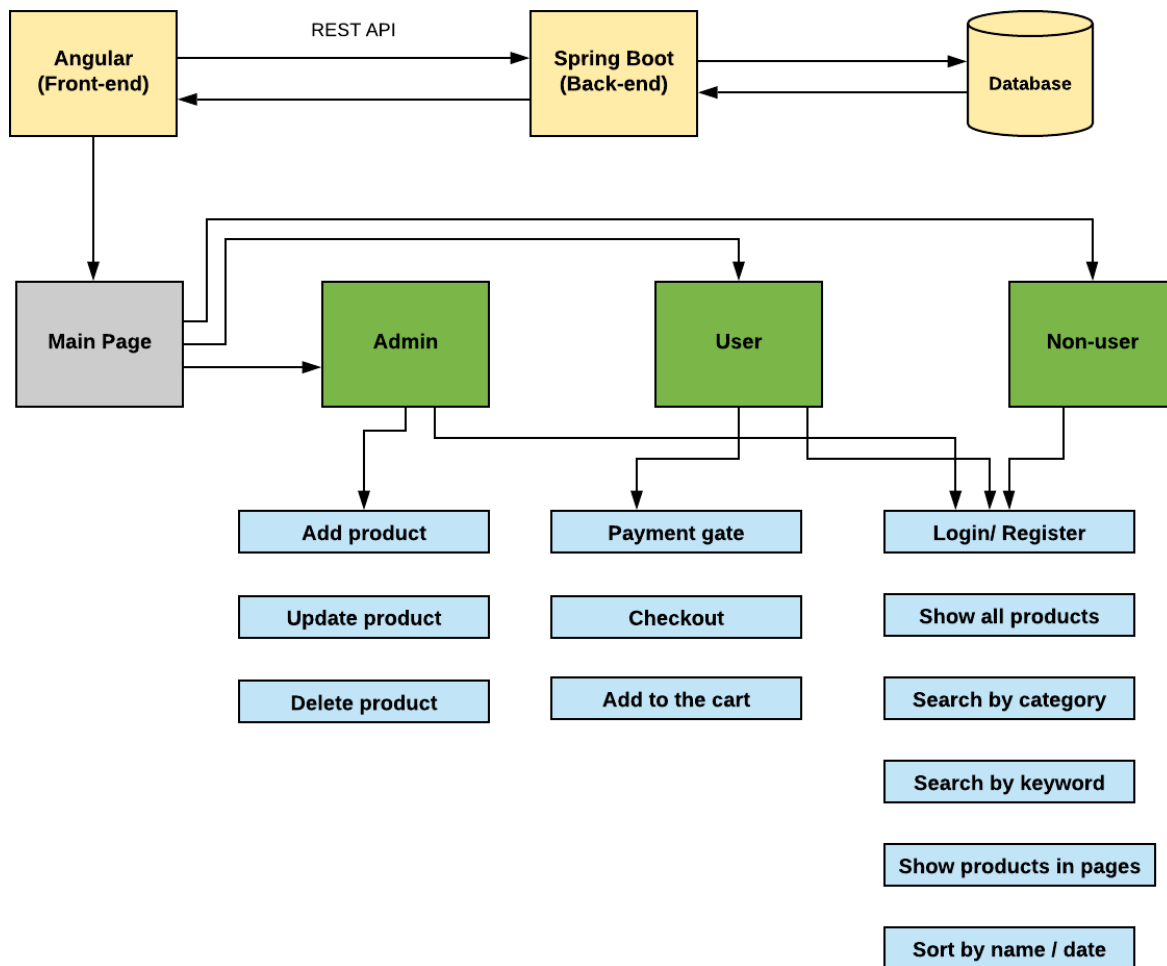 REST API
Angular
(Front-end)
Spring Boot
(Back-end)
Database
Main Page
Admin
User
Non-user
Add product
Payment gate
Login/ Register
Update product
Checkout
Show all products
Delete product
Add to the cart
Search by category
Search by keyword
Show products in pages
Sort by name / date